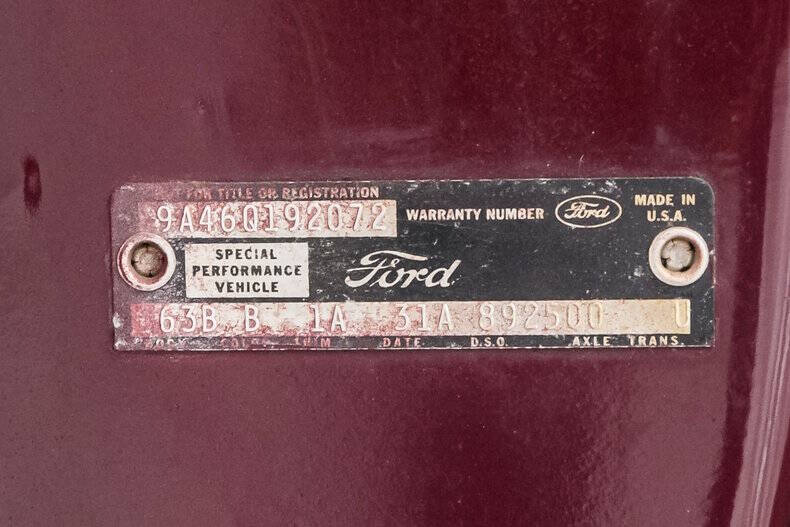 FOR TITLE OR REGISTRATION
9A46Q192072 WARRANTY NUMBER Ford MADE IN U.S.A.
SPECIAL
PERFORMANCE
VEHICLE
Ford
63B B 1A 31A 892500 U
COLOR TRIM DATE D.S.O. AXLE TRANS.